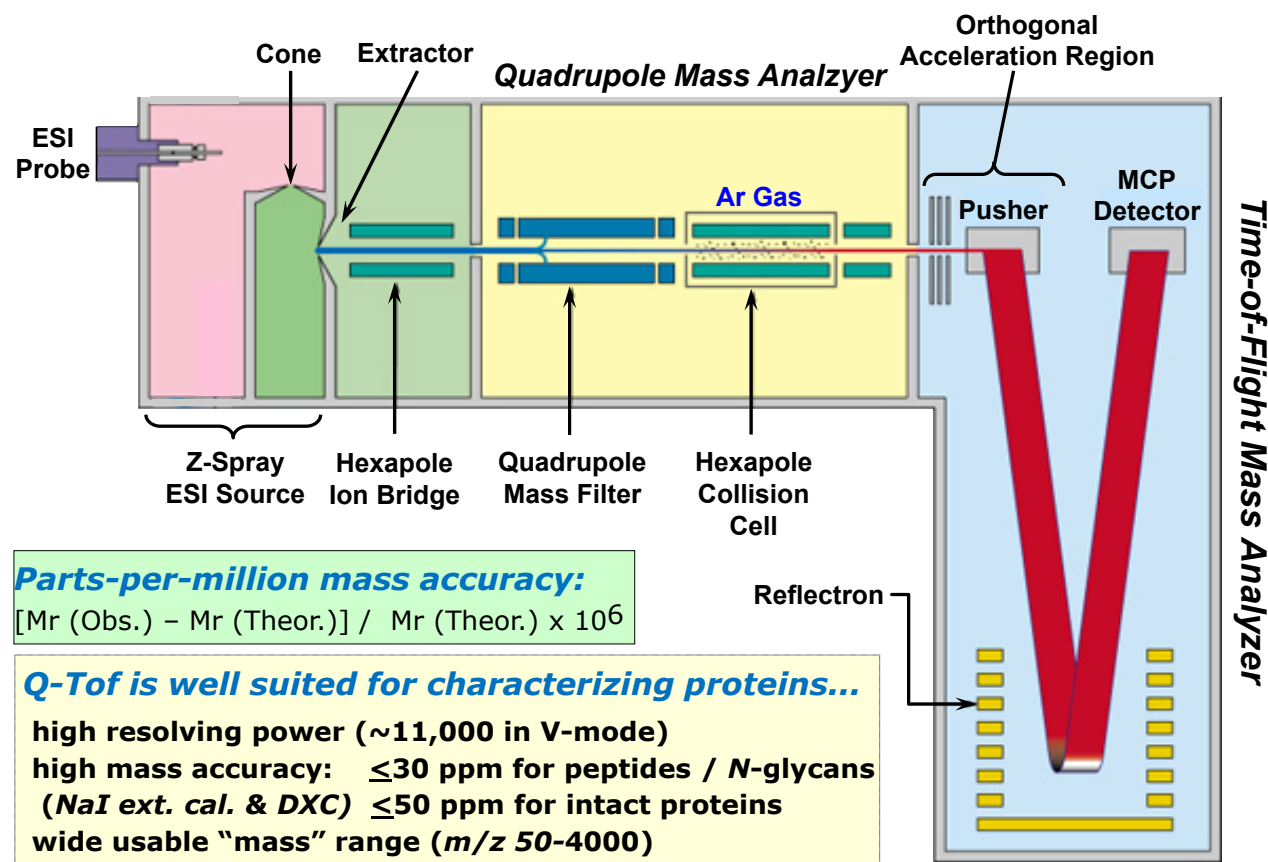 Cone
Extractor
Orthogonal
Acceleration Region
Quadrupole Mass Analzyer
ESI
Probe
Ar Gas
Pusher
MCP
Detector
Time-of-Flight Mass Analyzer
Z-Spray
ESI Source
Hexapole
Ion Bridge
Quadrupole
Mass Filter
Hexapole
Collision
Cell
Reflectron
Parts-per-million mass accuracy:
[Mr (Obs.) – Mr (Theor.)] / Mr (Theor.) x 10⁶
Q-Tof is well suited for characterizing proteins...
high resolving power (~11,000 in V-mode)
high mass accuracy: ≤30 ppm for peptides / N-glycans
(NaI ext. cal. & DXC) ≤50 ppm for intact proteins
wide usable “mass” range (m/z 50-4000)